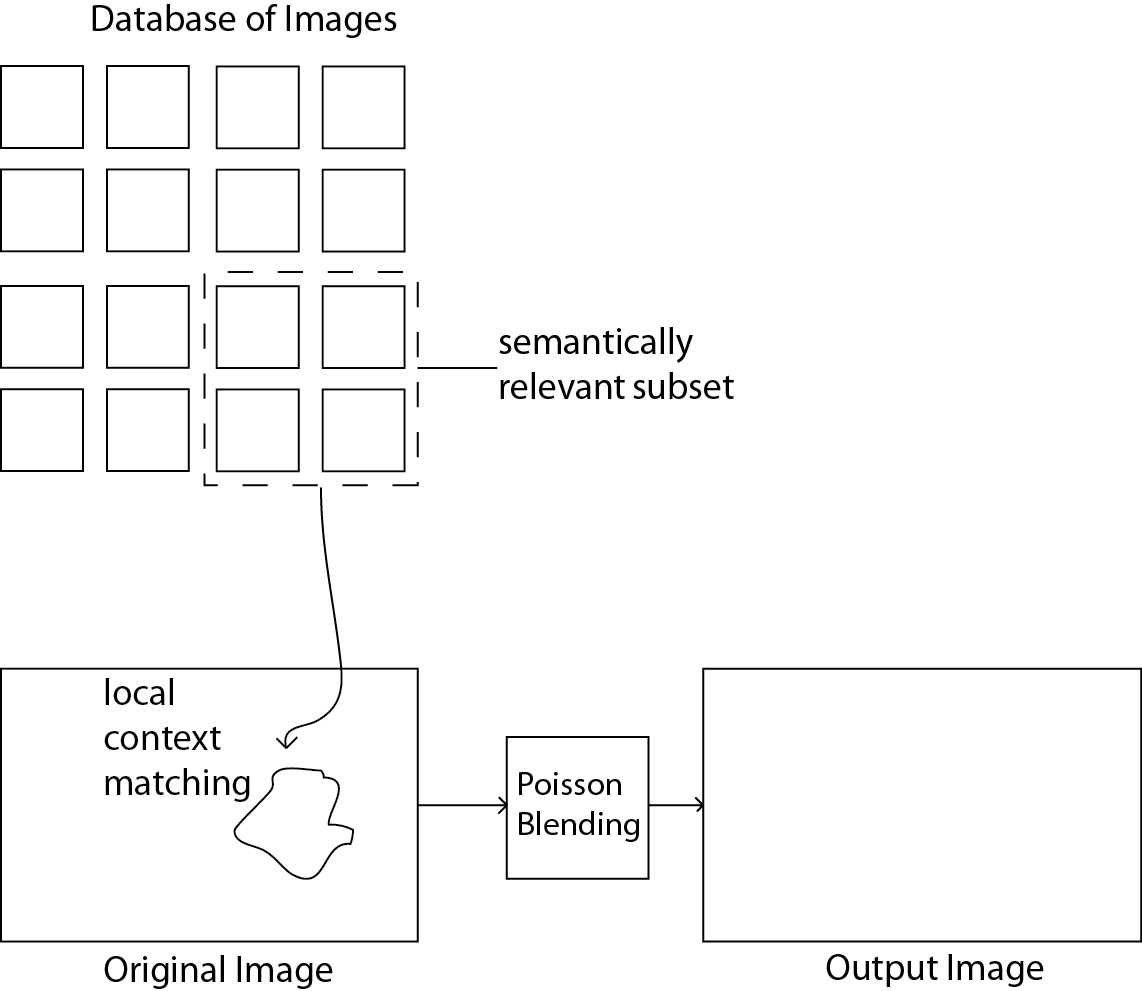 Database of Images
semantically
relevant subset
local
context
matching
Poisson
Blending
Original Image
Output Image